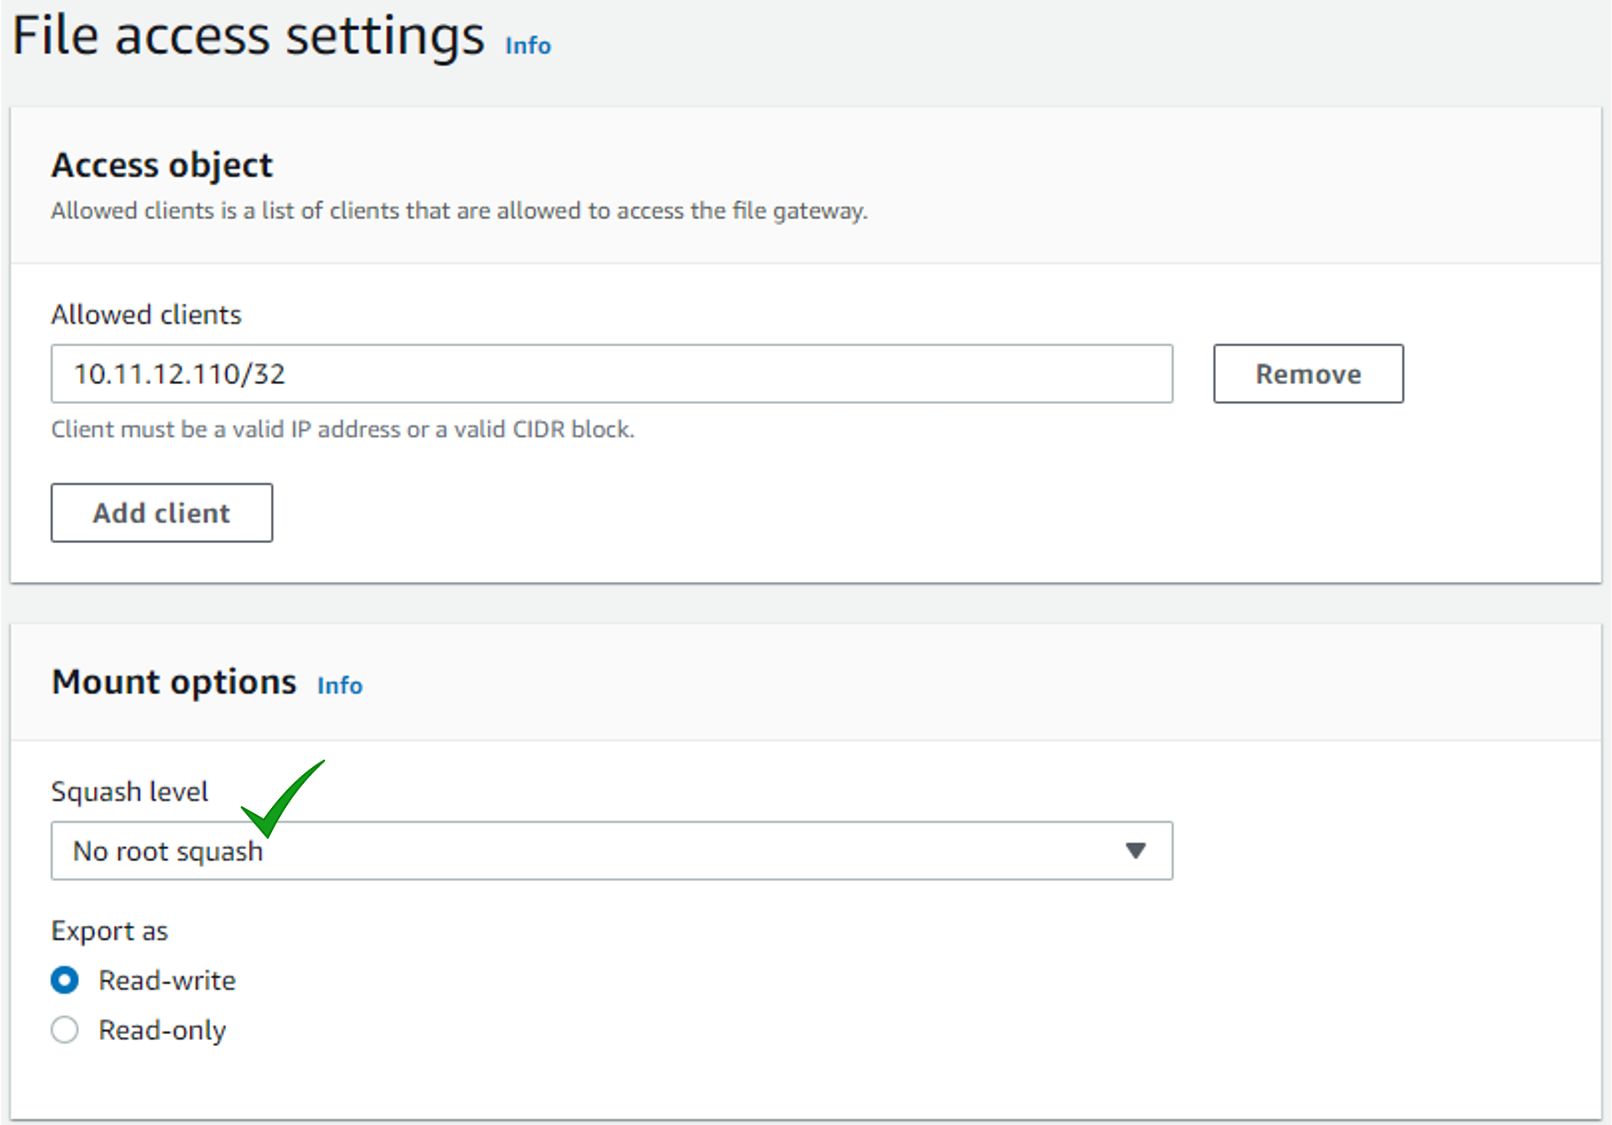 File access settings Info
Access object
Allowed clients is a list of clients that are allowed to access the file gateway.
Allowed clients
10.11.12.110/32
Remove
Client must be a valid IP address or a valid CIDR block.
Add client
Mount options Info
Squash level
No root squash
Export as
Read-write
Read-only